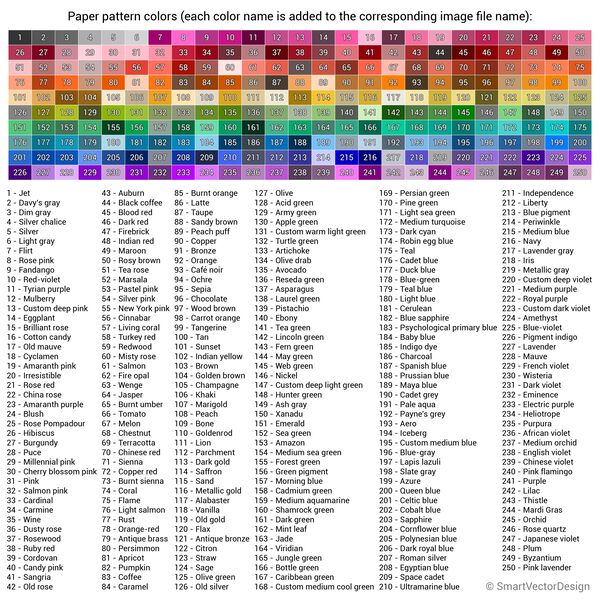 Paper pattern colors (each color name is added to the corresponding image file name):
1 2 3 4 5 6 7 8 9 10 11 12 13 14 15 16 17 18 19 20 21 22 23 24 25
26 27 28 29 30 31 32 33 34 35 36 37 38 39 40 41 42 43 44 45 46 47 48 49 50
51 52 53 54 55 56 57 58 59 60 61 62 63 64 65 66 67 68 69 70 71 72 73 74 75
76 77 78 79 80 81 82 83 84 85 86 87 88 89 90 91 92 93 94 95 96 97 98 99 100
101 102 103 104 105 106 107 108 109 110 111 112 113 114 115 116 117 118 119 120 121 122 123 124 125
126 127 128 129 130 131 132 133 134 135 136 137 138 139 140 141 142 143 144 145 146 147 148 149 150
151 152 153 154 155 156 157 158 159 160 161 162 163 164 165 166 167 168 169 170 171 172 173 174 175
176 177 178 179 180 181 182 183 184 185 186 187 188 189 190 191 192 193 194 195 196 197 198 199 200
201 202 203 204 205 206 207 208 209 210 211 212 213 214 215 216 217 218 219 220 221 222 223 224 225
226 227 228 229 230 231 232 233 234 235 236 237 238 239 240 241 242 243 244 245 246 247 248 249 250
1 - Jet
2 - Davy's gray
3 - Dim gray
4 - Silver chalice
5 - Silver
6 - Light gray
7 - Flirt
8 - Rose pink
9 - Fandango
10 - Red-violet
11 - Tyrian purple
12 - Mulberry
13 - Custom deep pink
14 - Eggplant
15 - Brilliant rose
16 - Cotton candy
17 - Old mauve
18 - Cyclamen
19 - Amaranth pink
20 - Irresistible
21 - Rose red
22 - China rose
23 - Amaranth purple
24 - Blush
25 - Rose Pompadour
26 - Hibiscus
27 - Burgundy
28 - Puce
29 - Millennial pink
30 - Cherry blossom pink
31 - Pink
32 - Salmon pink
33 - Cardinal
34 - Carmine
35 - Wine
36 - Dusty rose
37 - Rosewood
38 - Ruby red
39 - Cordovan
40 - Candy pink
41 - Sangria
42 - Old rose
43 - Auburn
44 - Black coffee
45 - Blood red
46 - Dark red
47 - Firebrick
48 - Indian red
49 - Maroon
50 - Rosy brown
51 - Tea rose
52 - Marsala
53 - Pastel pink
54 - Silver pink
55 - New York pink
56 - Cinnabar
57 - Living coral
58 - Turkey red
59 - Redwood
60 - Misty rose
61 - Salmon
62 - Fire opal
63 - Wenge
64 - Jasper
65 - Burnt umber
66 - Tomato
67 - Melon
68 - Chestnut
69 - Terracotta
70 - Dark salmon
71 - Sienna
72 - Copper red
73 - Burnt sienna
74 - Coral
75 - Flame
76 - Light salmon
77 - Rust
78 - Orange-red
79 - Antique brass
80 - Persimmon
81 - Apricot
82 - Pumpkin
83 - Coffee
84 - Caramel
85 - Burnt orange
86 - Latte
87 - Taupe
88 - Sandy brown
89 - Peach puff
90 - Copper
91 - Bronze
92 - Orange
93 - Café noir
94 - Ochre
95 - Sepia
96 - Chocolate
97 - Wood brown
98 - Carrot orange
99 - Tangerine
100 - Tan
101 - Sunset
102 - Indian yellow
103 - Brown
104 - Golden brown
105 - Champagne
106 - Khaki
107 - Marigold
108 - Peach
109 - Bone
110 - Goldenrod
111 - Lion
112 - Parchment
113 - Dark gold
114 - Saffron
115 - Sand
116 - Metallic gold
117 - Alabaster
118 - Vanilla
119 - Old gold
120 - Flax
121 - Antique bronze
122 - Citron
123 - Straw
124 - Sage
125 - Olive green
126 - Old silver
127 - Olive
128 - Acid green
129 - Army green
130 - Apple green
131 - Custom warm light green
132 - Turtle green
133 - Artichoke
134 - Olive drab
135 - Avocado
136 - Reseda green
137 - Asparagus
138 - Laurel green
139 - Pistachio
140 - Ebony
141 - Tea green
142 - Lincoln green
143 - Fern green
144 - May green
145 - Web green
146 - Nickel
147 - Custom deep light green
148 - Hunter green
149 - Ash gray
150 - Xanadu
151 - Emerald
152 - Sea green
153 - Amazon
154 - Medium sea green
155 - Forest green
156 - Green pigment
157 - Morning blue
158 - Cadmium green
159 - Medium aquamarine
160 - Shamrock green
161 - Dark green
162 - Mint leaf
163 - Jade
164 - Viridian
165 - Jungle green
166 - Bottle green
167 - Caribbean green
168 - Custom medium cool green
169 - Persian green
170 - Pine green
171 - Light sea green
172 - Medium turquoise
173 - Dark cyan
174 - Robin egg blue
175 - Teal
176 - Cadet blue
177 - Duck blue
178 - Blue-green
179 - Teal blue
180 - Light blue
181 - Cerulean
182 - Blue sapphire
183 - Psychological primary blue
184 - Baby blue
185 - Indigo dye
186 - Charcoal
187 - Spanish blue
188 - Prussian blue
189 - Maya blue
190 - Cadet grey
191 - Pale aqua
192 - Payne's grey
193 - Aero
194 - Iceberg
195 - Custom medium blue
196 - Blue-gray
197 - Lapis lazuli
198 - Slate gray
199 - Azure
200 - Queen blue
201 - Celtic blue
202 - Cobalt blue
203 - Sapphire
204 - Cornflower blue
205 - Polynesian blue
206 - Dark royal blue
207 - Roman silver
208 - Egyptian blue
209 - Space cadet
210 - Ultramarine blue
211 - Independence
212 - Liberty
213 - Blue pigment
214 - Periwinkle
215 - Medium blue
216 - Navy
217 - Lavander gray
218 - Iris
219 - Metallic gray
220 - Custom deep violet
221 - Medium purple
222 - Royal purple
223 - Custom dark violet
224 - Amethyst
225 - Blue-violet
226 - Pigment indigo
227 - Lavender
228 - Mauve
229 - French violet
230 - Wisteria
231 - Dark violet
232 - Eminence
233 - Electric purple
234 - Heliotrope
235 - Purpura
236 - African violet
237 - Medium orchid
238 - English violet
239 - Chinese violet
240 - Plum flamingo
241 - Purple
242 - Lilac
243 - Thistle
244 - Mardi Gras
245 - Orchid
246 - Rose quartz
247 - Japanese violet
248 - Plum
249 - Byzantium
250 - Pink lavender
© SmartVectorDesign